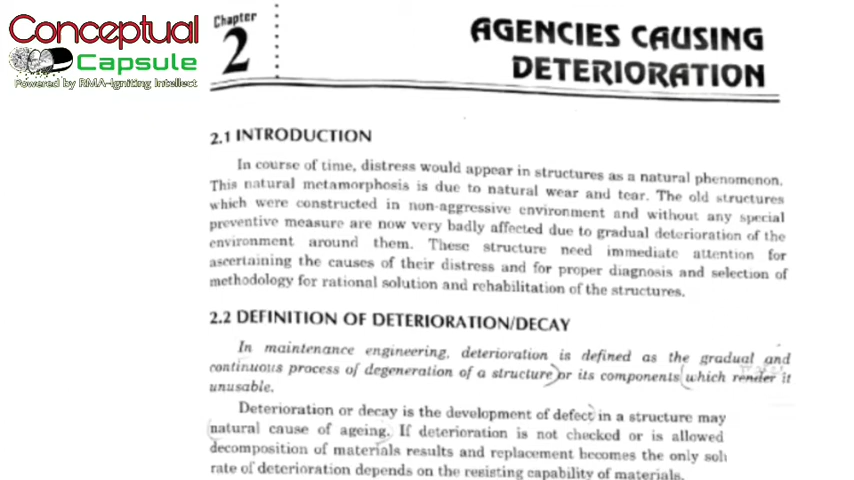 Conceptual
Capsule
Powered by RMA-Igniting Intellect
Chapter
2
AGENCIES CAUSING
DETERIORATION
2.1 INTRODUCTION
In course of time, distress would appear in structures as a natural phenomenon.
This natural metamorphosis is due to natural wear and tear. The old structures
which were constructed in non-aggressive environment and without any special
preventive measure are now very badly affected due to gradual deterioration of the
environment around them. These structure need immediate attention for
ascertaining the causes of their distress and for proper diagnosis and selection of
methodology for rational solution and rehabilitation of the structures.
2.2 DEFINITION OF DETERIORATION/DECAY
In maintenance engineering, deterioration is defined as the gradual and
continuous process of degeneration of a structure or its components which render it
unusable.
Deterioration or decay is the development of defect in a structure may
natural cause of ageing. If deterioration is not checked or is allowed
decomposition of materials results and replacement becomes the only
rate of deterioration depends on the resisting capability of materials.